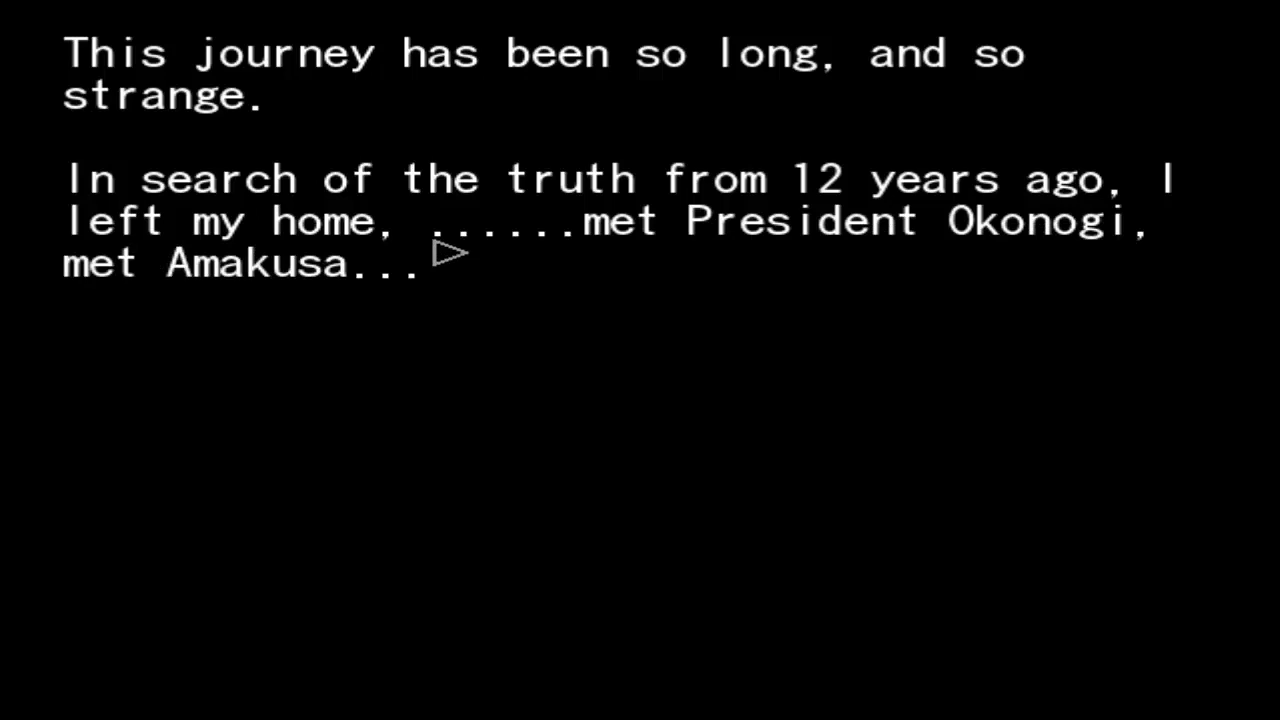 This journey has been so long, and so
strange.
In search of the truth from 12 years ago, I
left my home, ......met President Okonogi,
met Amakusa...